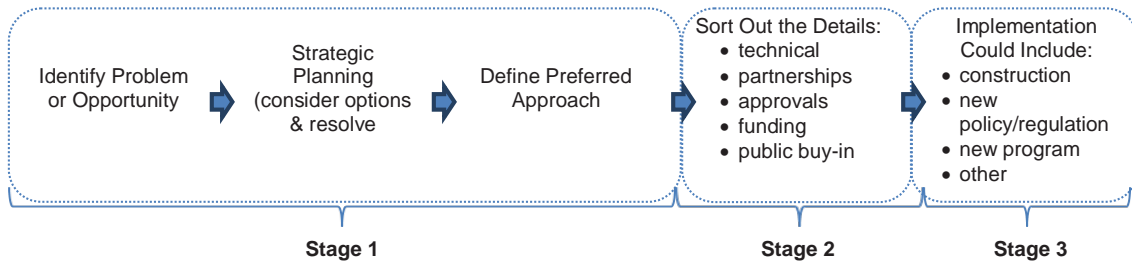 Identify Problem
or Opportunity
Strategic
Planning
(consider options
& resolve
Define Preferred
Approach
Sort Out the Details:
• technical
• partnerships
• approvals
• funding
• public buy-in
Implementation
Could Include:
• construction
• new
policy/regulation
• new program
• other
Stage 1
Stage 2
Stage 3